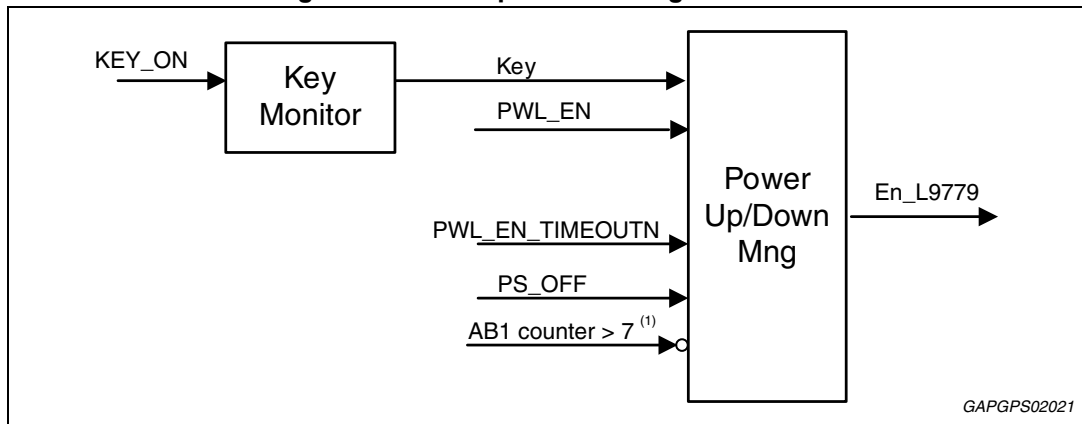 KEY_ON
Key
Monitor
Key
PWL_EN
PWL_EN_TIMEOUTN
PS_OFF
AB1 counter > 7 (1)
Power
Up/Down
Mng
En_L9779
GAPGPS02021